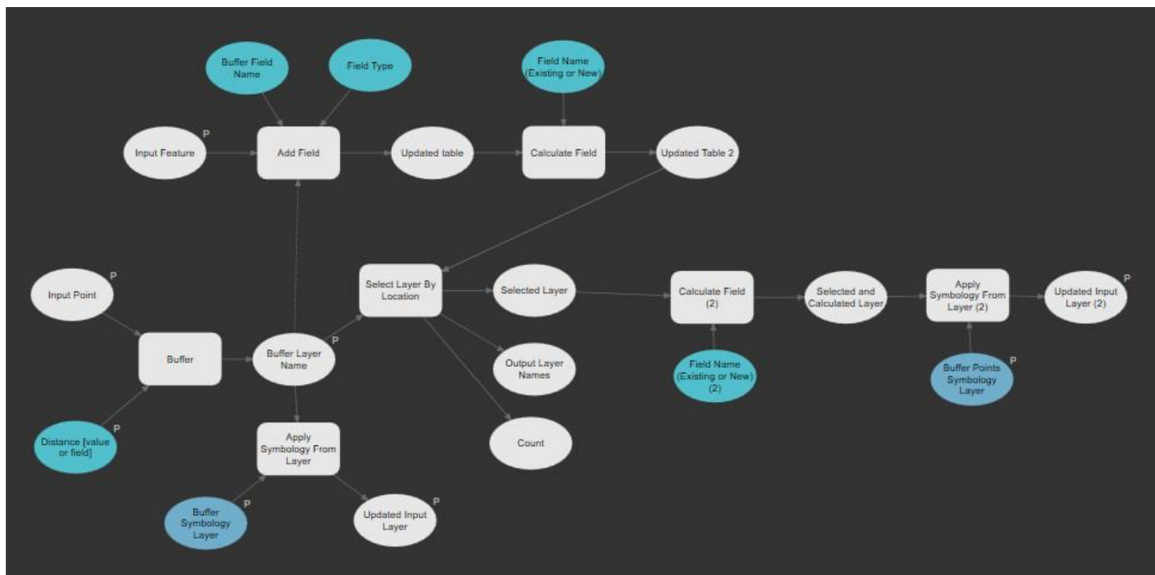 Buffer Field
Name
Field Type
Field Name
(Existing or New)
P
Input Feature
Add Field
Updated table
Calculate Field
Updated Table 2
P
Input Point
Select Layer By
Location
Selected Layer
Calculate Field
(2)
Selected and
Calculated Layer
Apply
Symbology From
Layer (2)
P
Updated Input
Layer (2)
Buffer
P
Buffer Layer
Name
Output Layer
Names
Field Name
(Existing or New)
(2)
P
Buffer Points
Symbology
Layer
P
P
Distance [value
or field]
Apply
Symbology From
Layer
Count
P
Buffer
Symbology
Layer
P
Updated Input
Layer